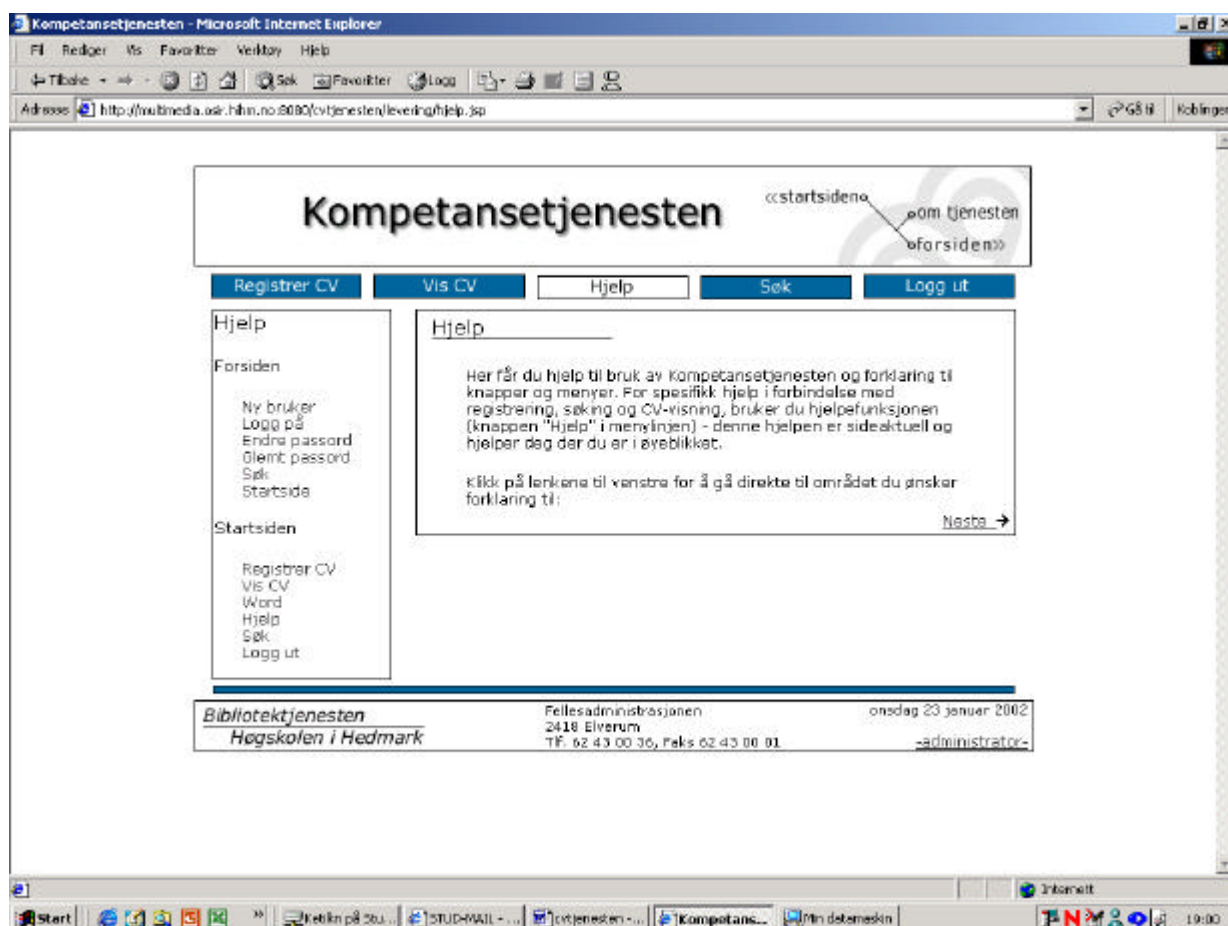 Kompetansetjenesten - Microsoft Internet Explorer
Fil Rediger Vis Favoritter Verktøy Hjelp
Tilbake Søk Favoritter Logg
Adresse http://multimedia.osir.hihm.no:8080/cvtjenesten/levering/hjelp.jsp Gå til Koblinger
Kompetansetjenesten
‹‹startsiden
om tjenesten
forsiden››
Registrer CV Vis CV Hjelp Søk Logg ut
Hjelp
Forsiden
Ny bruker
Logg på
Endre passord
Glemt passord
Søk
Startside
Startsiden
Registrer CV
Vis CV
Word
Hjelp
Søk
Logg ut
Hjelp
Her får du hjelp til bruk av Kompetansetjenesten og forklaring til
knapper og menyer. For spesifikk hjelp i forbindelse med
registrering, søking og CV-visning, bruker du hjelpefunksjonen
(knappen "Hjelp" i menylinjen) - denne hjelpen er sideaktuell og
hjelper deg der du er i øyeblikket.
Klikk på lenkene til venstre for å gå direkte til området du ønsker
forklaring til:
Neste →
Bibliotektjenesten
Høgskolen i Hedmark
Fellesadministrasjonen
2418 Elverum
Tlf. 62 43 00 36, Faks 62 43 00 01
onsdag 23 januar 2002
-administrator-
Internett
Start STUD-MAIL - ... cvtjenesten -... Kompetans... Min datamaskin 19:00